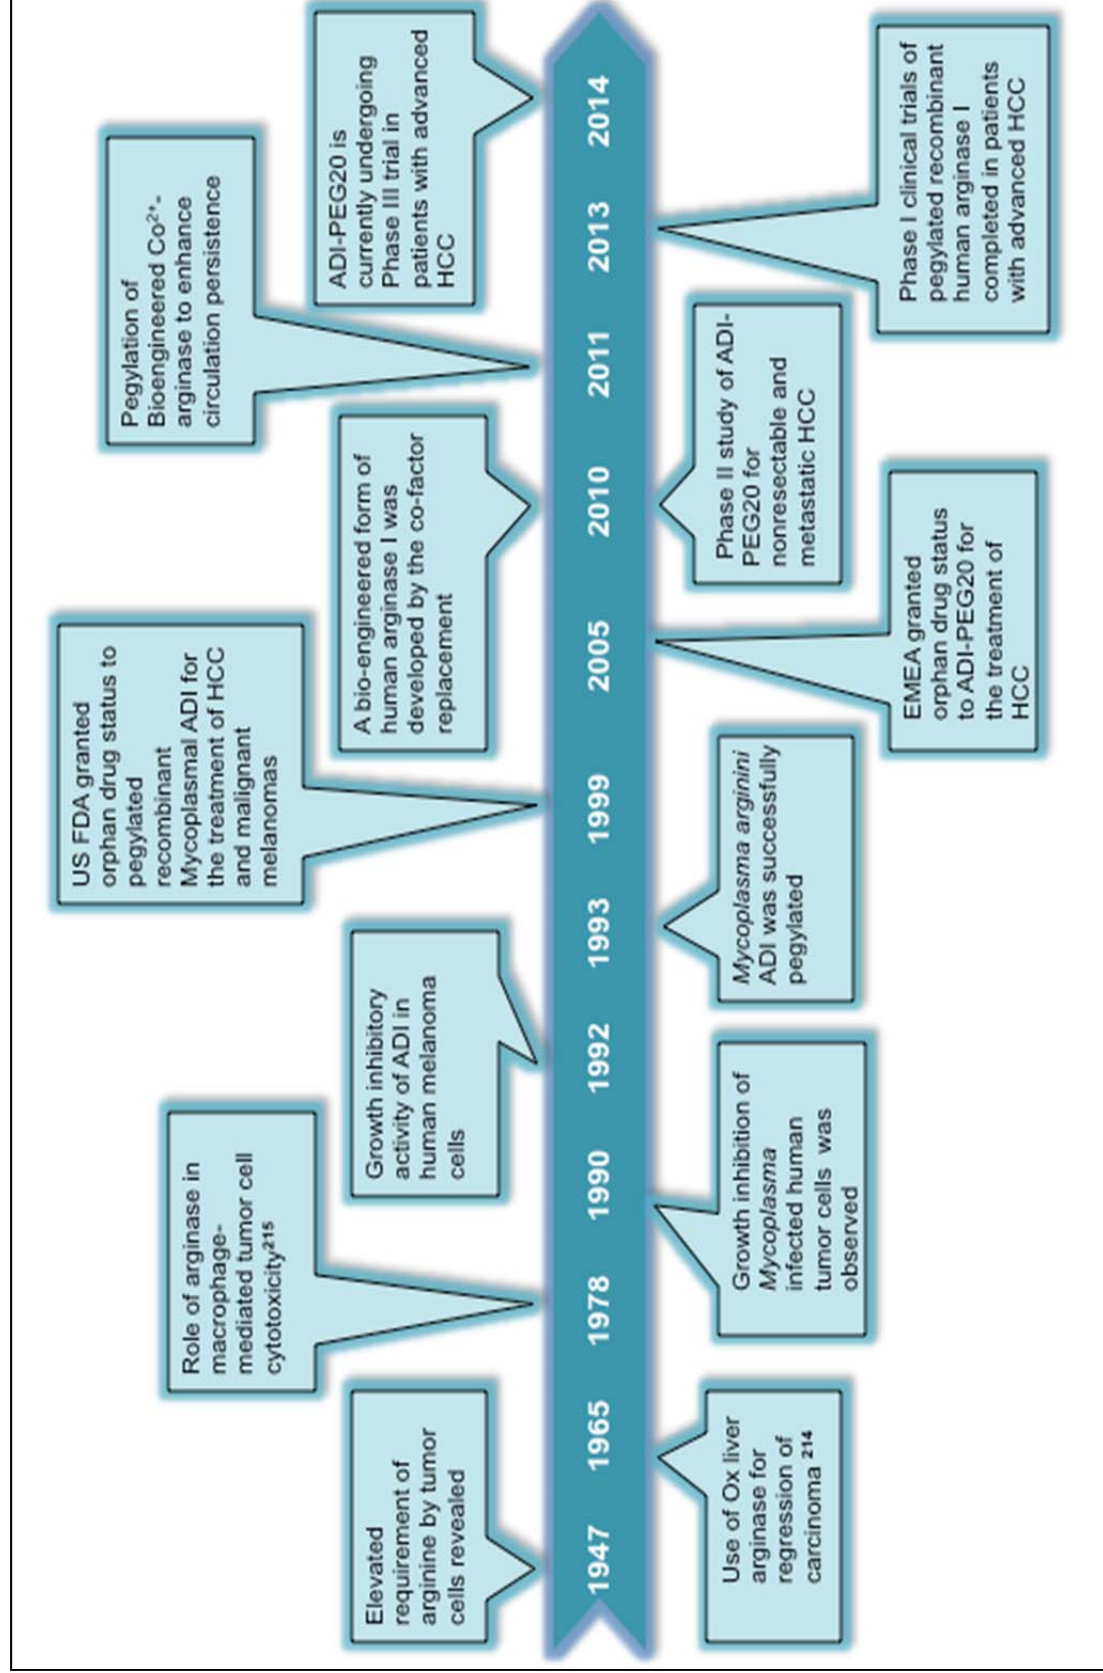 US FDA granted
orphan drug status to
pegylated
recombinant
Mycoplasmal ADI for
the treatment of HCC
and malignant
melanomas
Pegylation of
Bioengineered Co²⁺-
arginase to enhance
circulation persistence
Role of arginase in
macrophage-
mediated tumor cell
cytotoxicity²¹⁵
Elevated
requirement of
arginine by tumor
cells revealed
Growth inhibitory
activity of ADI in
human melanoma
cells
A bio-engineered form of
human arginase I was
developed by the co-factor
replacement
ADI-PEG20 is
currently undergoing
Phase III trial in
patients with advanced
HCC
1947 1965 1978 1990 1992 1993 1999 2005 2010 2011 2013 2014
Use of Ox liver
arginase for
regression of
carcinoma ²¹⁴
Growth inhibition of
Mycoplasma
infected human
tumor cells was
observed
Mycoplasma arginini
ADI was successfully
pegylated
EMEA granted
orphan drug status
to ADI-PEG20 for
the treatment of
HCC
Phase II study of ADI-
PEG20 for
nonresectable and
metastatic HCC
Phase I clinical trials of
pegylated recombinant
human arginase I
completed in patients
with advanced HCC